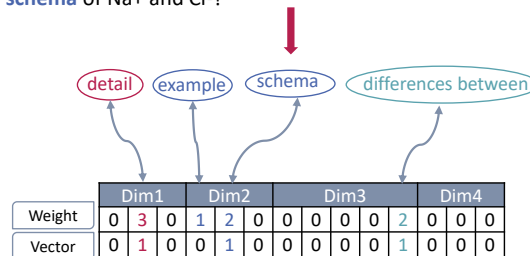 schema of Na+ and Cl-?
detail example schema differences between
Dim1 Dim2 Dim3 Dim4
Weight 0 3 0 1 2 0 0 0 0 0 2 0 0 0
Vector 0 1 0 0 1 0 0 0 0 0 1 0 0 0